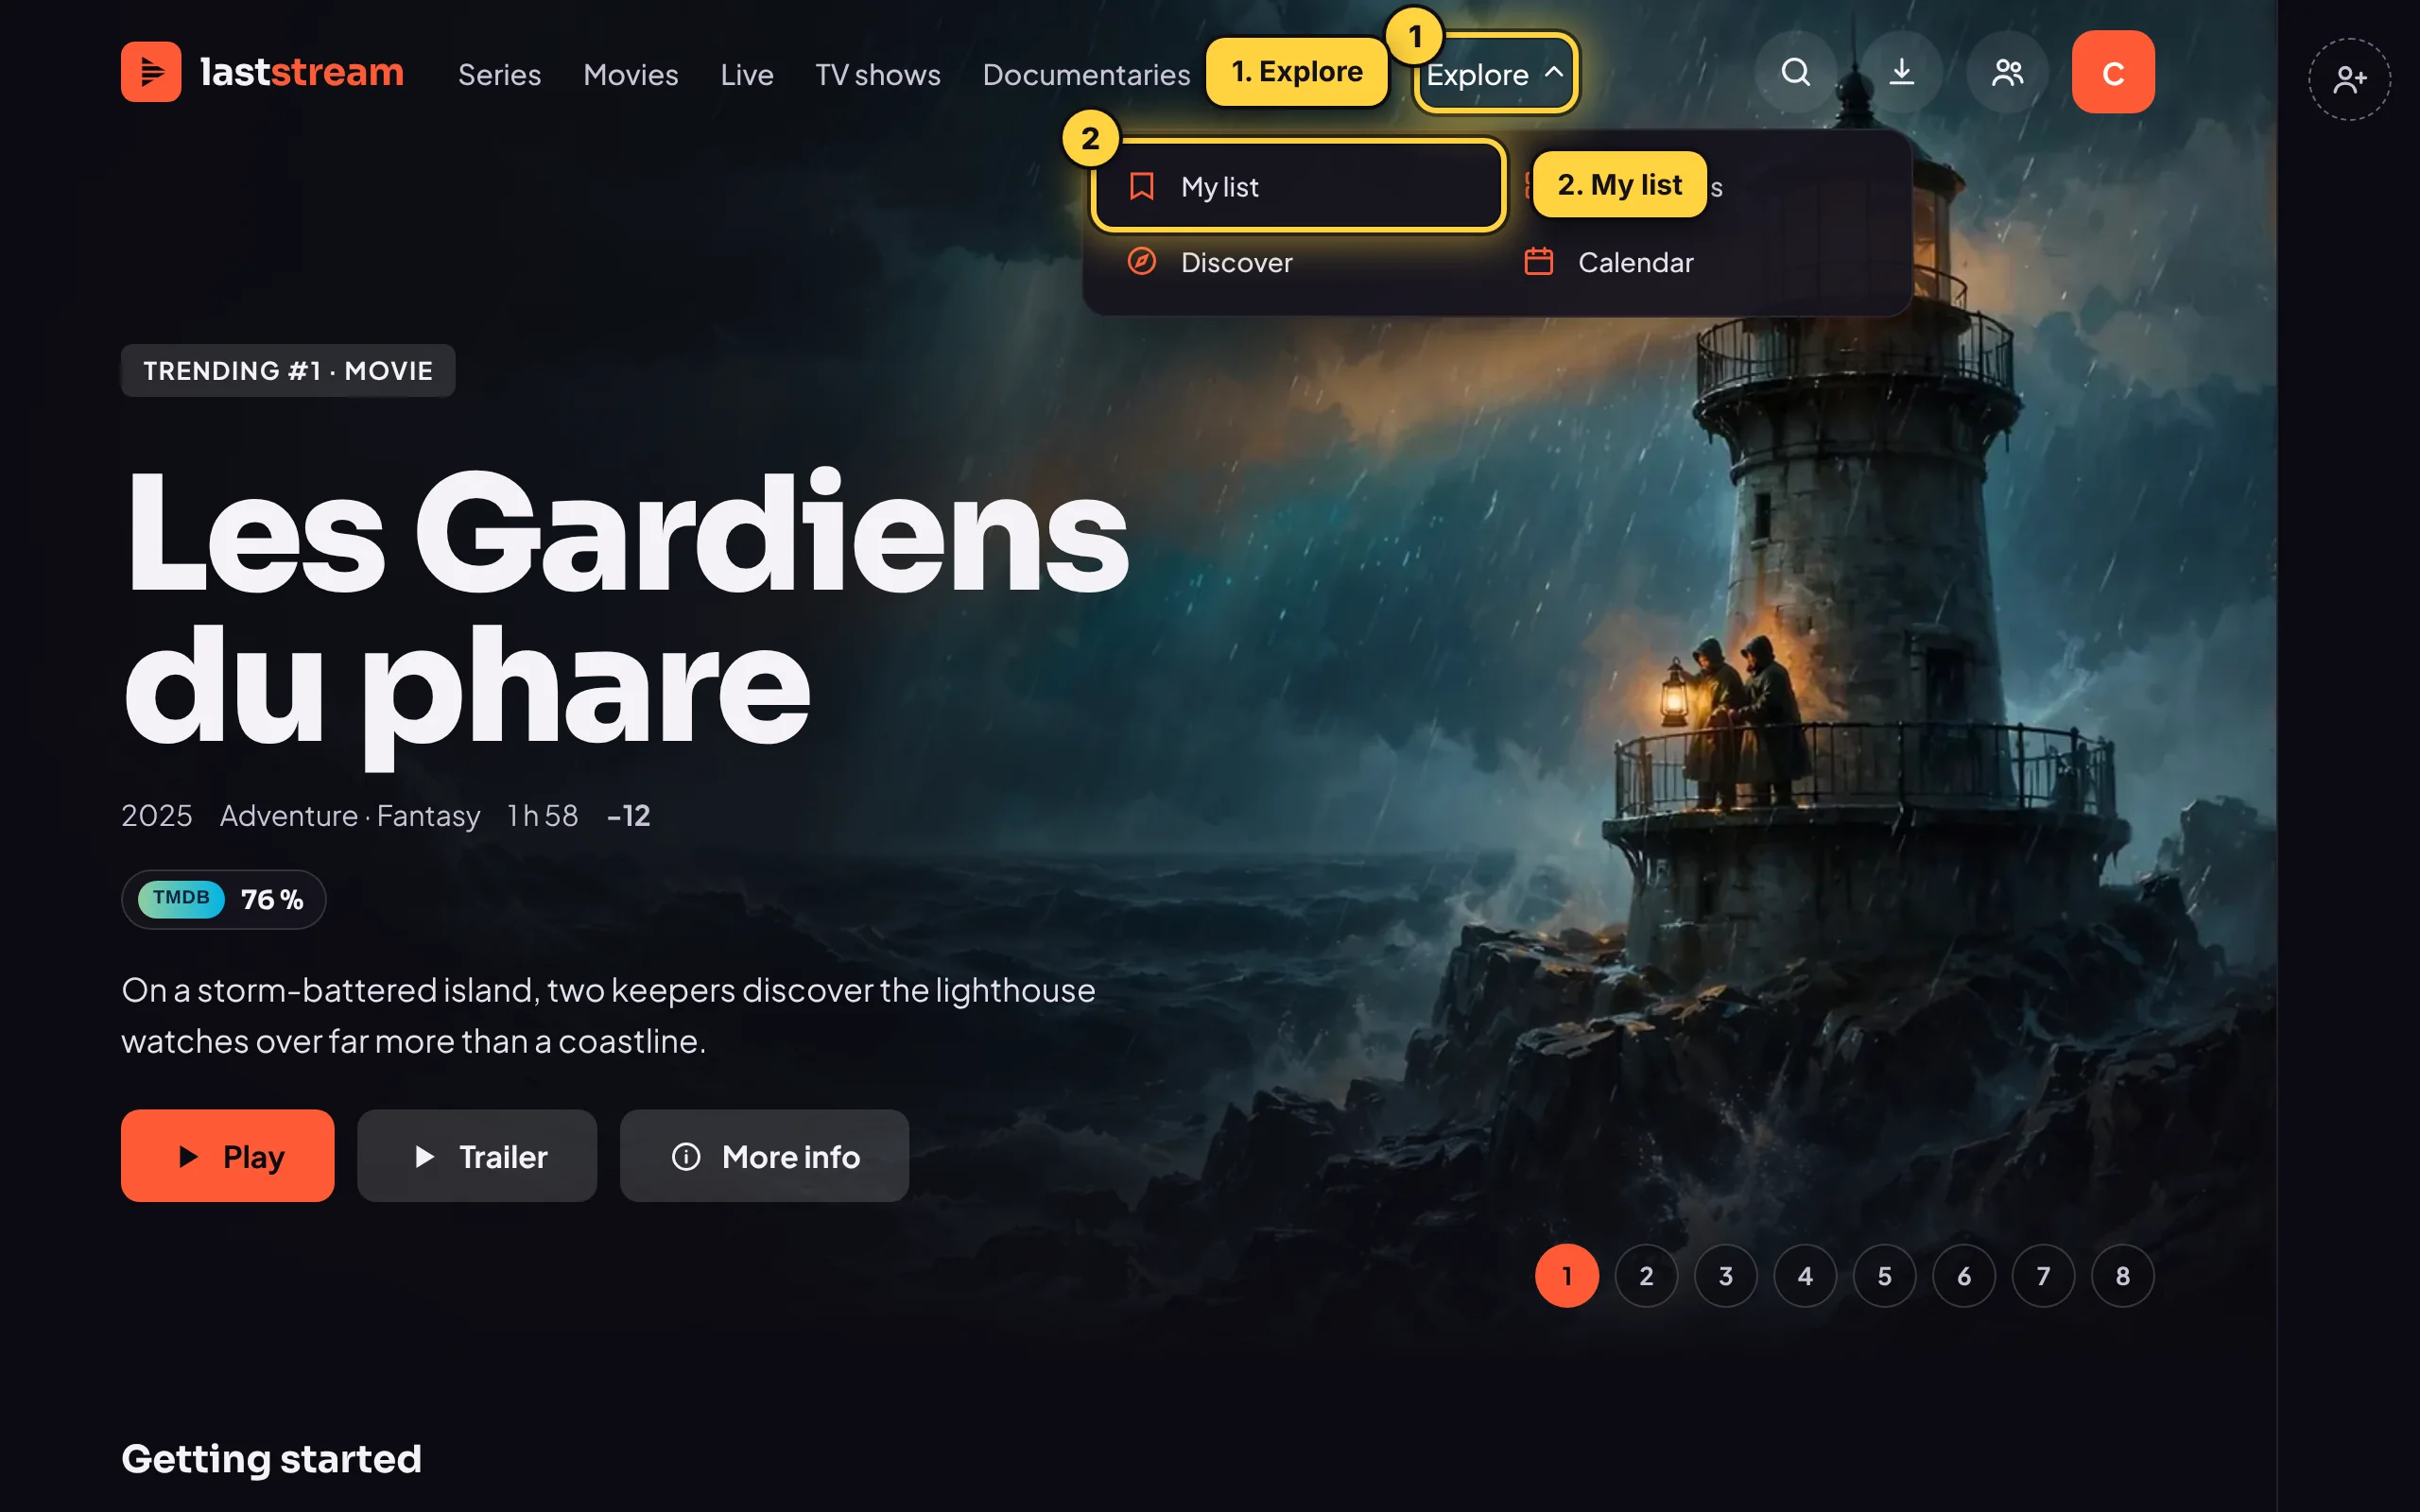 laststream
Series
Movies
Live
TV shows
Documentaries
1. Explore
1
Explore
C
2
My list
2. My list
s
Discover
Calendar
TRENDING #1 · MOVIE
Les Gardiens
du phare
2025 Adventure · Fantasy 1 h 58 -12
TMDB 76 %
On a storm-battered island, two keepers discover the lighthouse
watches over far more than a coastline.
Play
Trailer
More info
1 2 3 4 5 6 7 8
Getting started